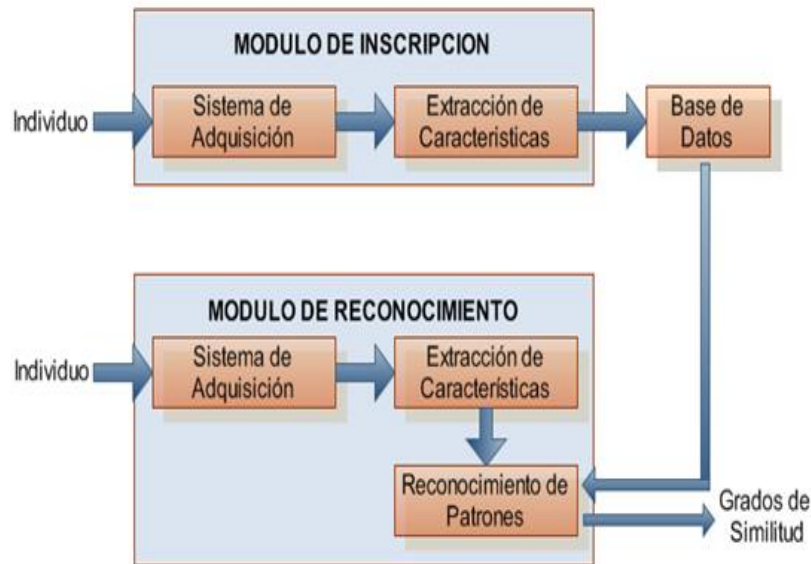 MODULO DE INSCRIPCION
Individuo
Sistema de
Adquisición
Extracción de
Caracteristicas
Base de
Datos
MODULO DE RECONOCIMIENTO
Individuo
Sistema de
Adquisición
Extracción de
Característícas
Reconocimiento de
Patrones
Grados de
Similitud